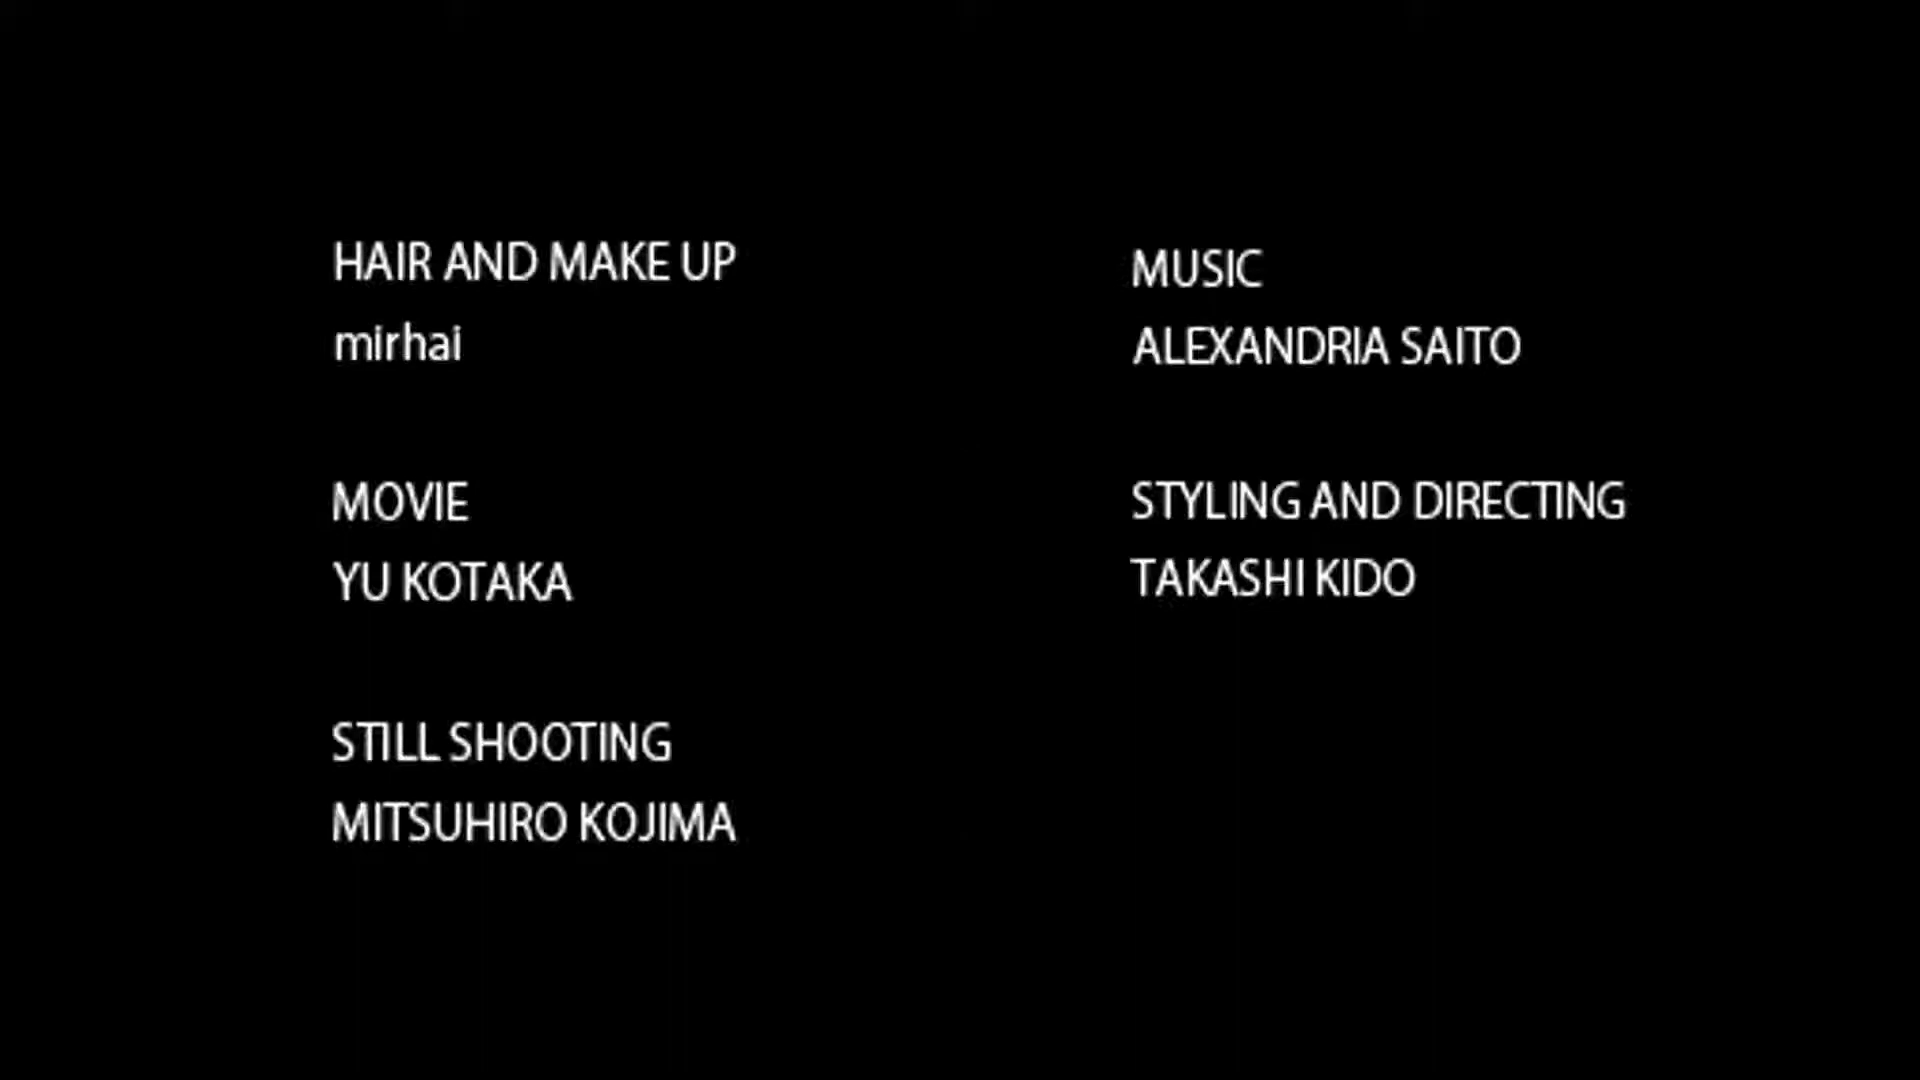 HAIR AND MAKE UP
mirhai
MOVIE
YU KOTAKA
STILL SHOOTING
MITSUHIRO KOJIMA
MUSIC
ALEXANDRIA SAITO
STYLING AND DIRECTING
TAKASHI KIDO